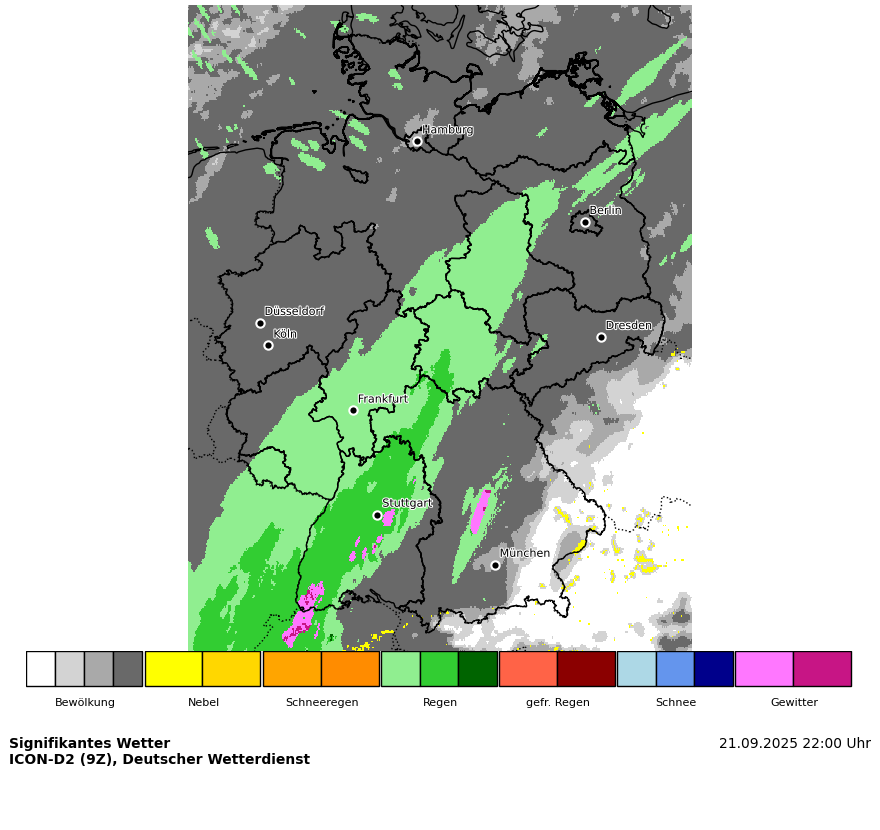 Hamburg
Berlin
Düsseldorf
Köln
Dresden
Frankfurt
Stuttgart
München
Bewölkung Nebel Schneeregen Regen gefr. Regen Schnee Gewitter
Signifikantes Wetter 21.09.2025 22:00 Uhr
ICON-D2 (9Z), Deutscher Wetterdienst